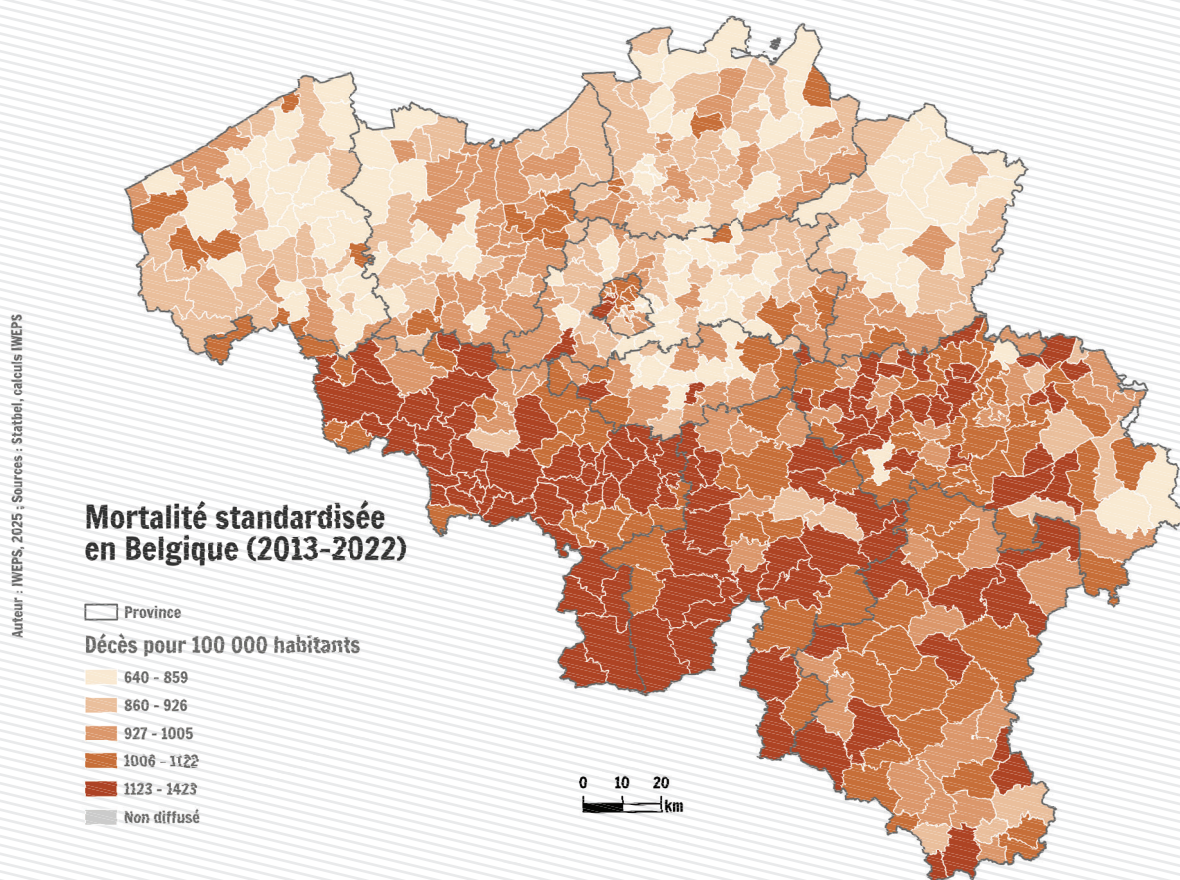 Mortalité standardisée
en Belgique (2013-2022)
Province
Décès pour 100 000 habitants
640 - 859
860 - 926
927 - 1005
1006 - 1122
1123 - 1423
Non diffusé
0 10 20
km
Auteur : IWEPS, 2025 ; Sources : Statbel, calculs IWEPS